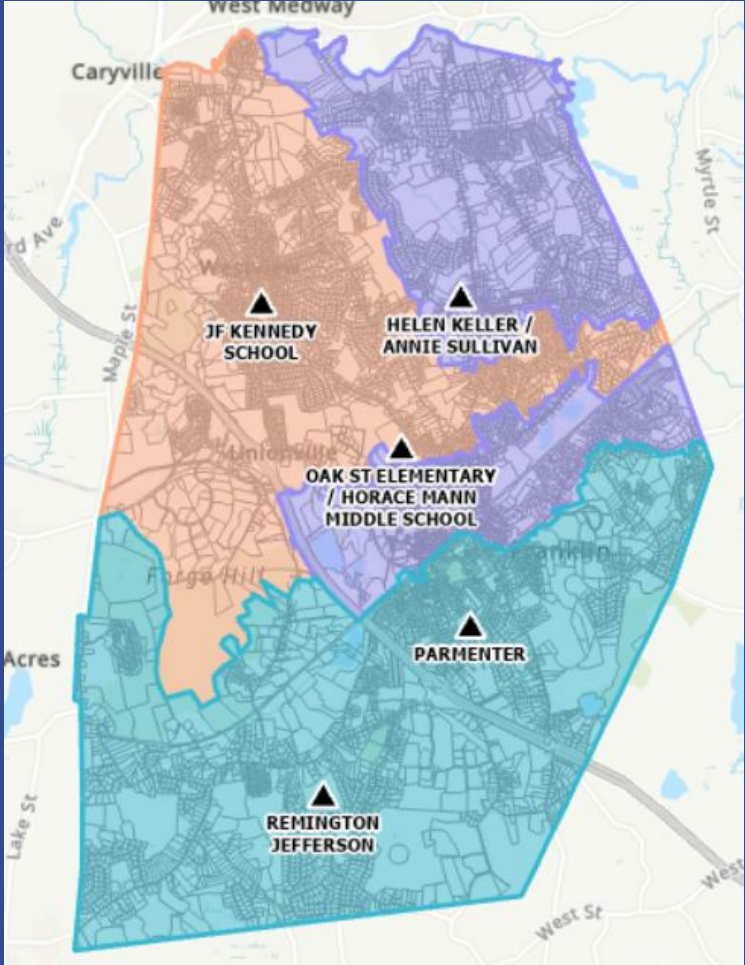 West Medway
Caryville
rd Ave
Maple St
Myrtle St
JF KENNEDY
SCHOOL
HELEN KELLER /
ANNIE SULLIVAN
Unionville
OAK ST ELEMENTARY
/ HORACE MANN
MIDDLE SCHOOL
Franklin
Forge Hill
Acres
PARMENTER
REMINGTON
JEFFERSON
Lake St
West St
West